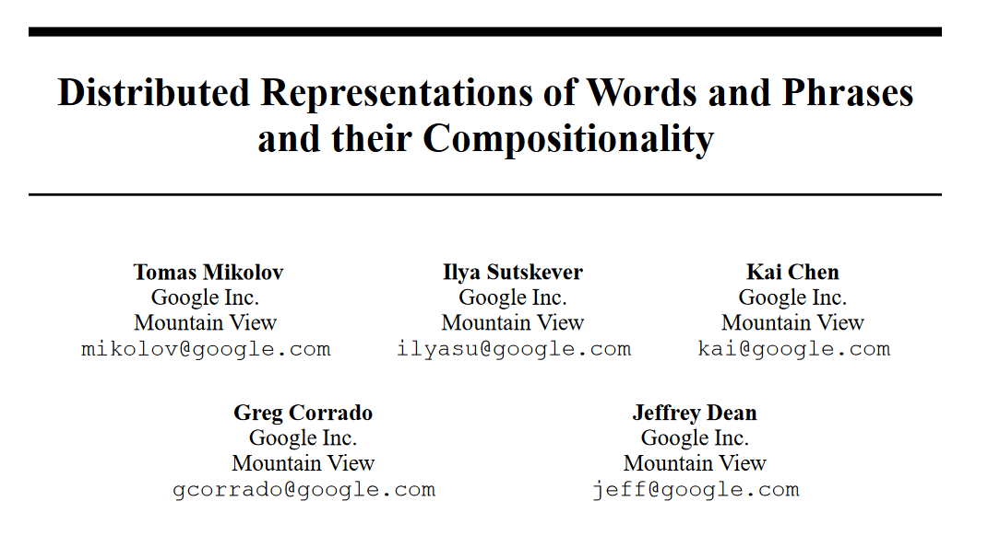 Distributed Representations of Words and Phrases
and their Compositionality
Tomas Mikolov
Google Inc.
Mountain View
mikolov@google.com
Ilya Sutskever
Google Inc.
Mountain View
ilyasu@google.com
Kai Chen
Google Inc.
Mountain View
kai@google.com
Greg Corrado
Google Inc.
Mountain View
gcorrado@google.com
Jeffrey Dean
Google Inc.
Mountain View
jeff@google.com